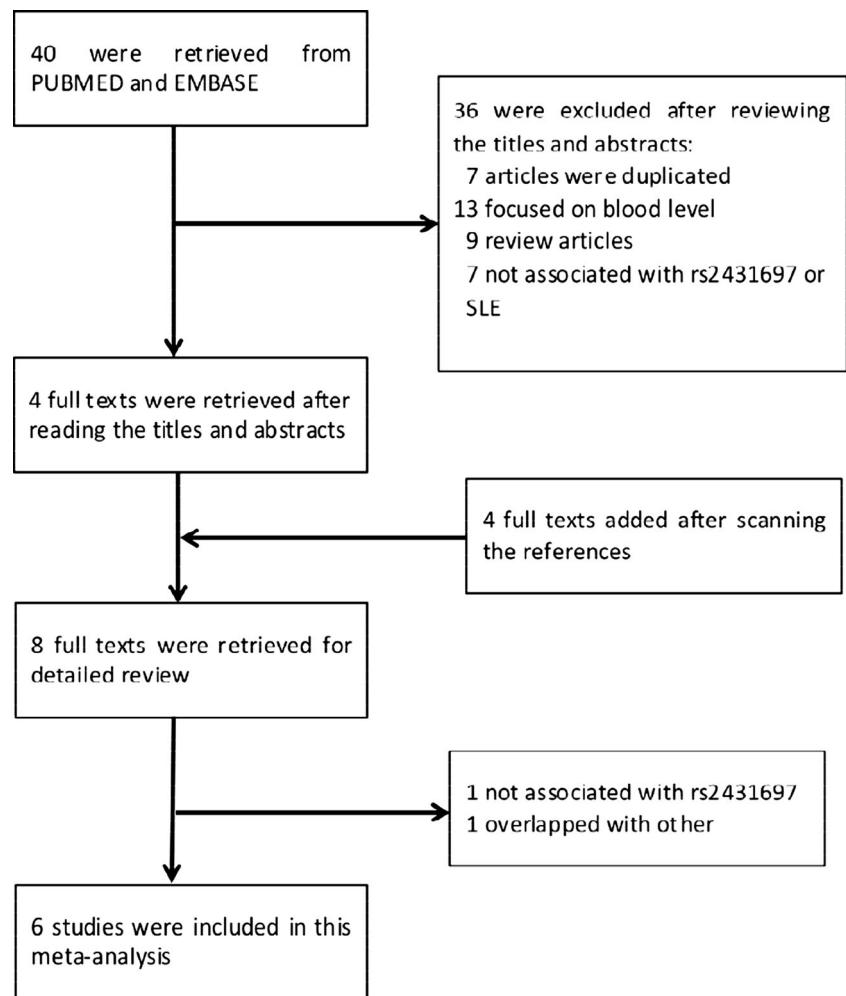 40 were retrieved from
PUBMED and EMBASE
36 were excluded after reviewing
the titles and abstracts:
7 articles were duplicated
13 focused on blood level
9 review articles
7 not associated with rs2431697 or
SLE
4 full texts were retrieved after
reading the titles and abstracts
4 full texts added after scanning
the references
8 full texts were retrieved for
detailed review
1 not associated with rs2431697
1 overlapped with other
6 studies were included in this
meta-analysis